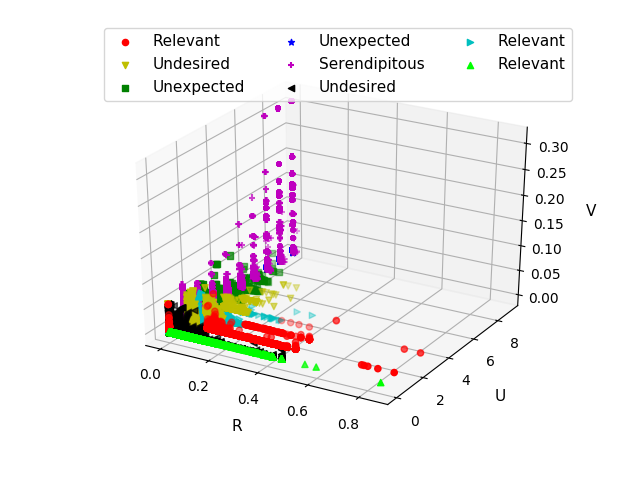 Relevant Unexpected Relevant
Undesired Serendipitous Relevant
Unexpected Undesired
0.30
0.25
0.20
0.15
0.10
0.05
0.00
V
8
6
4
2
0
U
0.0
0.2
0.4
0.6
0.8
R